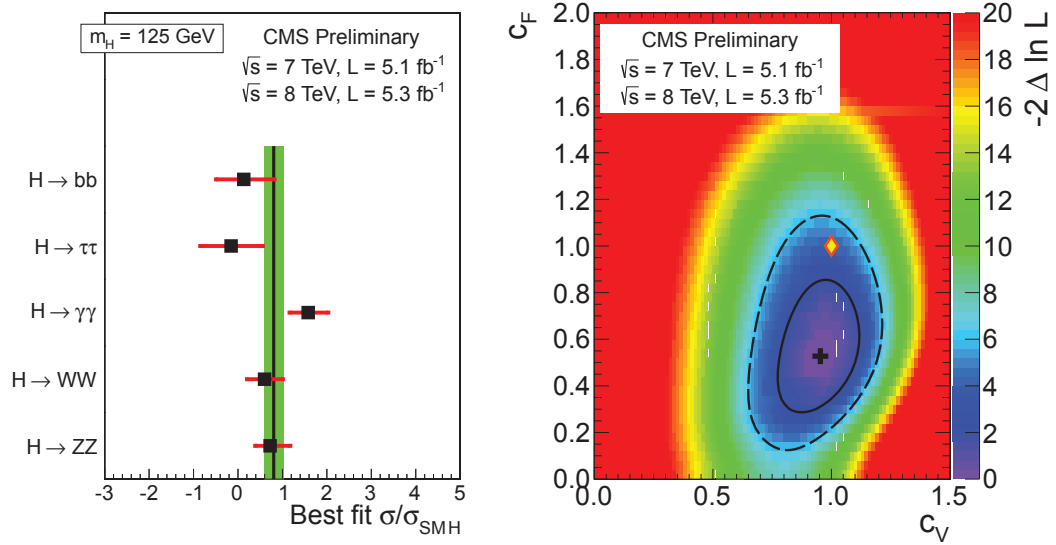 m_H = 125 GeV
CMS Preliminary
√s = 7 TeV, L = 5.1 fb⁻¹
√s = 8 TeV, L = 5.3 fb⁻¹
H → bb
H → ττ
H → γγ
H → WW
H → ZZ
-3 -2 -1 0 1 2 3 4 5
Best fit σ/σ_SMH
c_F
2.0
1.8
1.6
1.4
1.2
1.0
0.8
0.6
0.4
0.2
0.0
CMS Preliminary
√s = 7 TeV, L = 5.1 fb⁻¹
√s = 8 TeV, L = 5.3 fb⁻¹
0.0 0.5 1.0 1.5
c_V
20
18
16
14
12
10
8
6
4
2
0
-2 Δ ln L